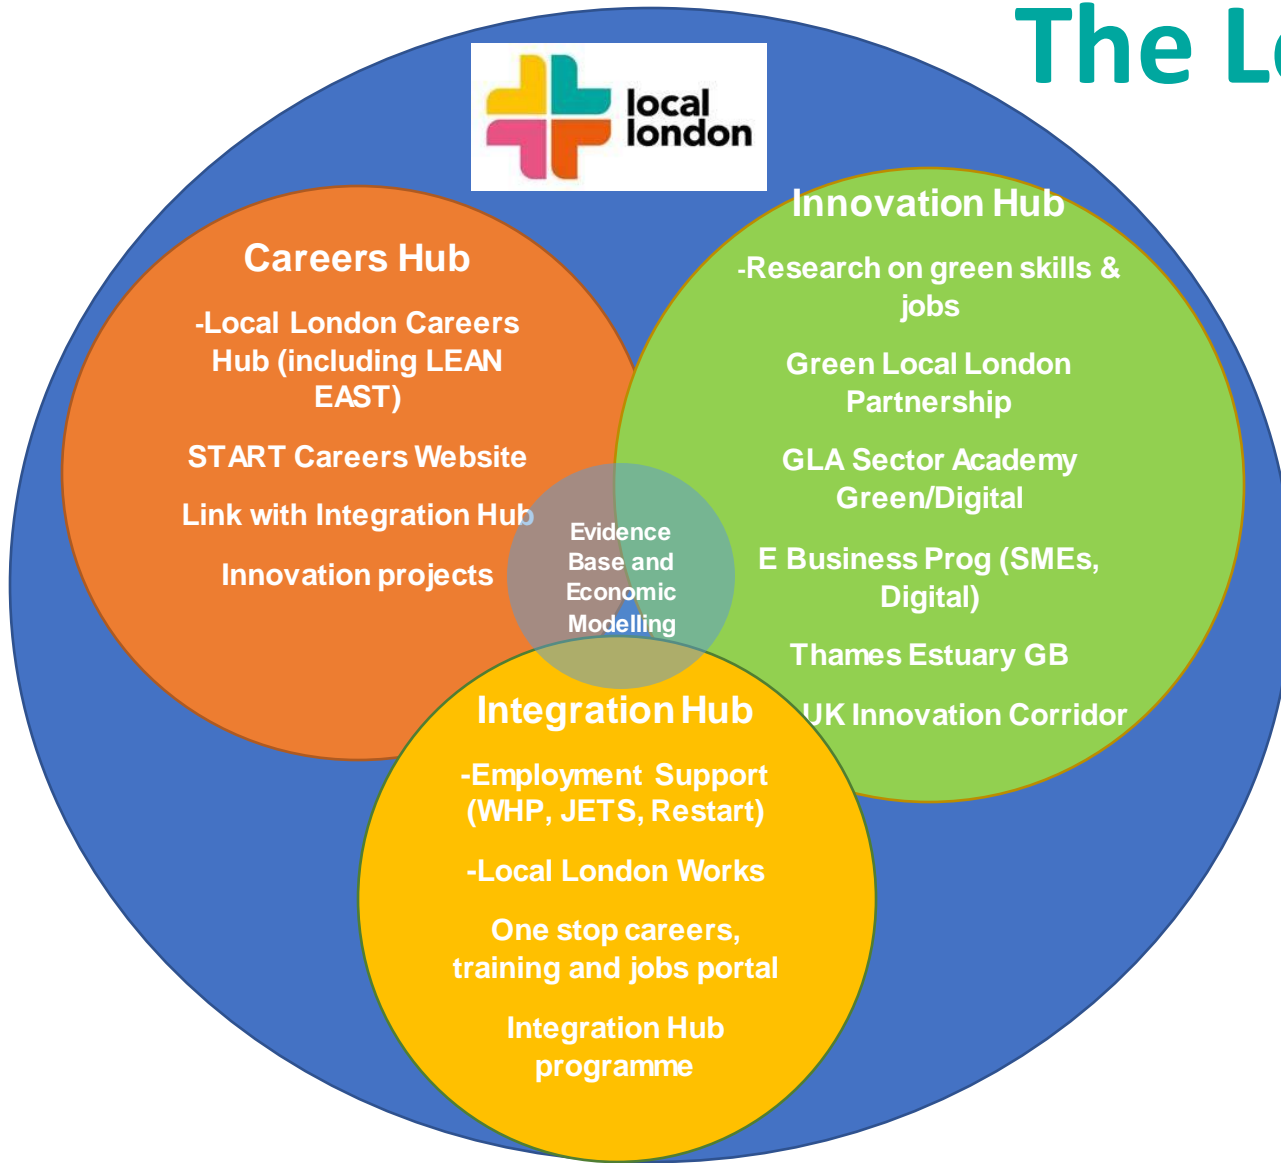 The Lo
local
london
Careers Hub
-Local London Careers
Hub (including LEAN
EAST)
START Careers Website
Link with Integration Hub
Innovation projects
Innovation Hub
-Research on green skills &
jobs
Green Local London
Partnership
GLA Sector Academy
Green/Digital
E Business Prog (SMEs,
Digital)
Thames Estuary GB
UK Innovation Corridor
Evidence
Base and
Economic
Modelling
Integration Hub
-Employment Support
(WHP, JETS, Restart)
-Local London Works
One stop careers,
training and jobs portal
Integration Hub
programme